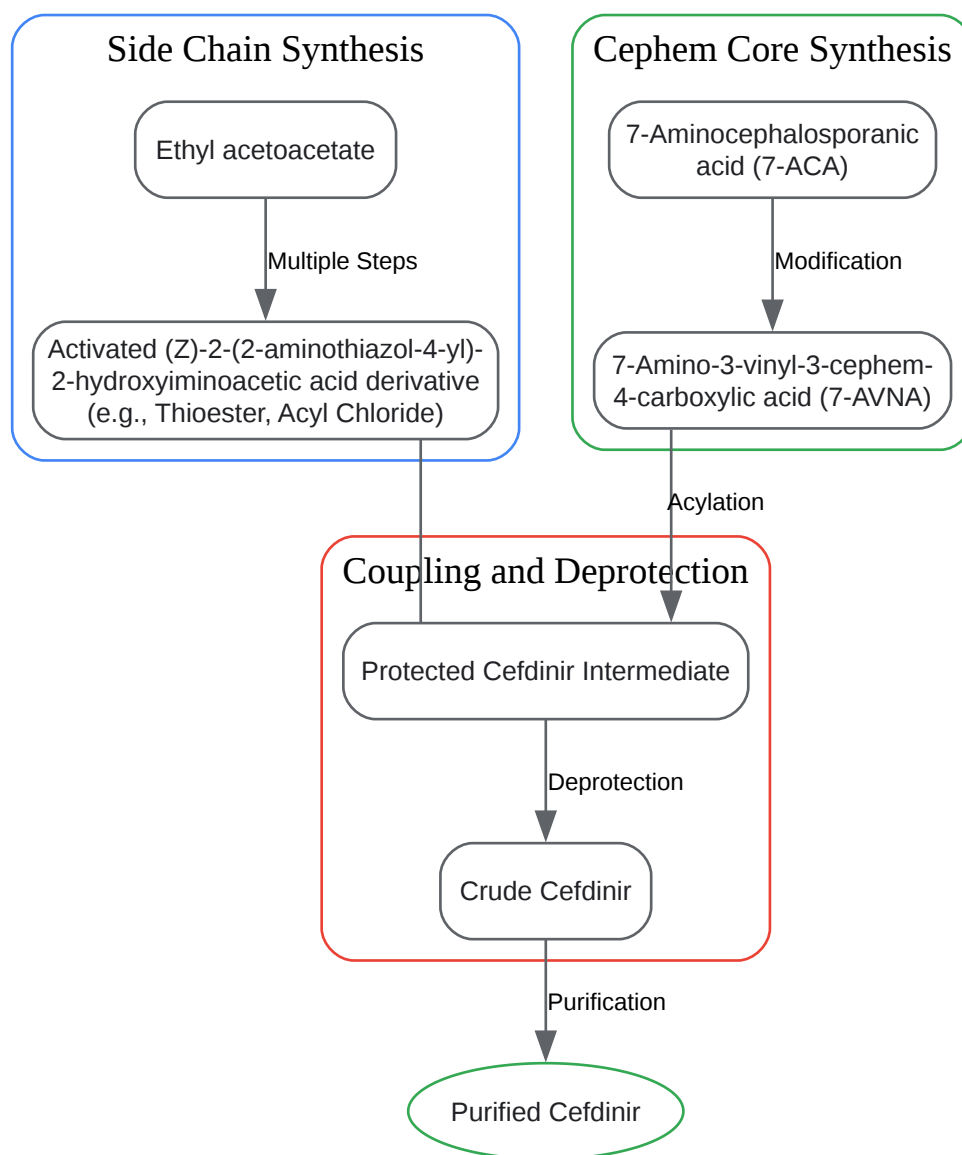 Side Chain Synthesis
Ethyl acetoacetate
Multiple Steps
Activated (Z)-2-(2-aminothiazol-4-yl)-
2-hydroxyiminoacetic acid derivative
(e.g., Thioester, Acyl Chloride)
Cephem Core Synthesis
7-Aminocephalosporanic
acid (7-ACA)
Modification
7-Amino-3-vinyl-3-cephem-
4-carboxylic acid (7-AVNA)
Acylation
Coupling and Deprotection
Protected Cefdinir Intermediate
Deprotection
Crude Cefdinir
Purification
Purified Cefdinir